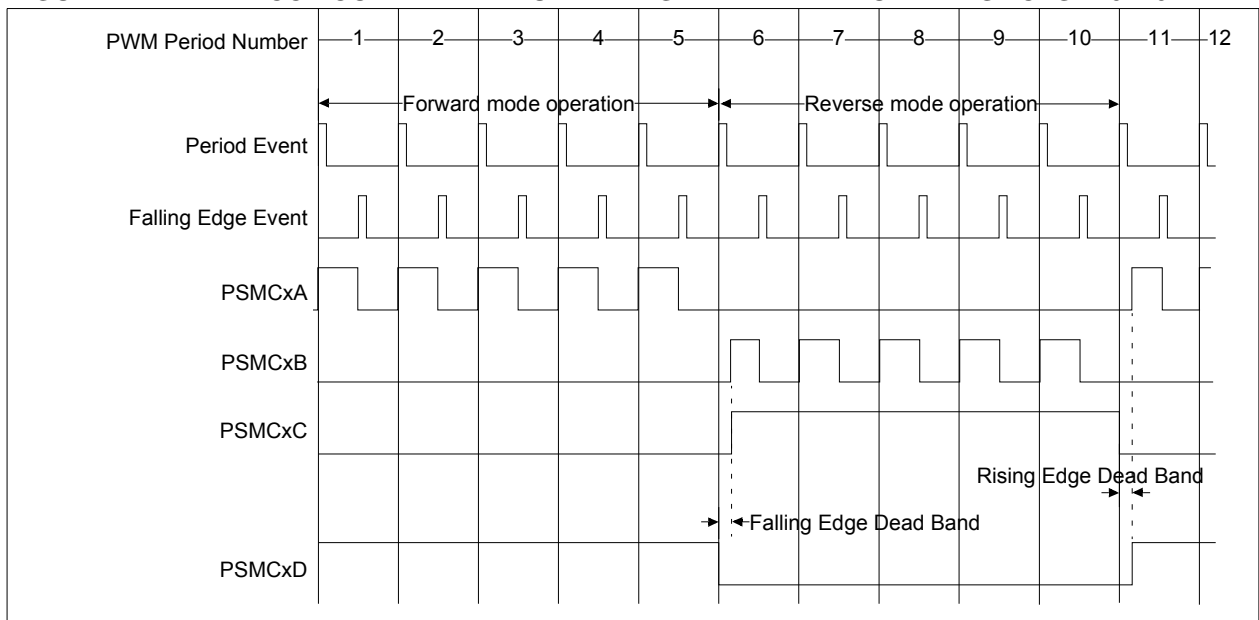 PWM Period Number 1 2 3 4 5 6 7 8 9 10 11 12
Forward mode operation Reverse mode operation
Period Event
Falling Edge Event
PSMCxA
PSMCxB
PSMCxC
Rising Edge Dead Band
Falling Edge Dead Band
PSMCxD